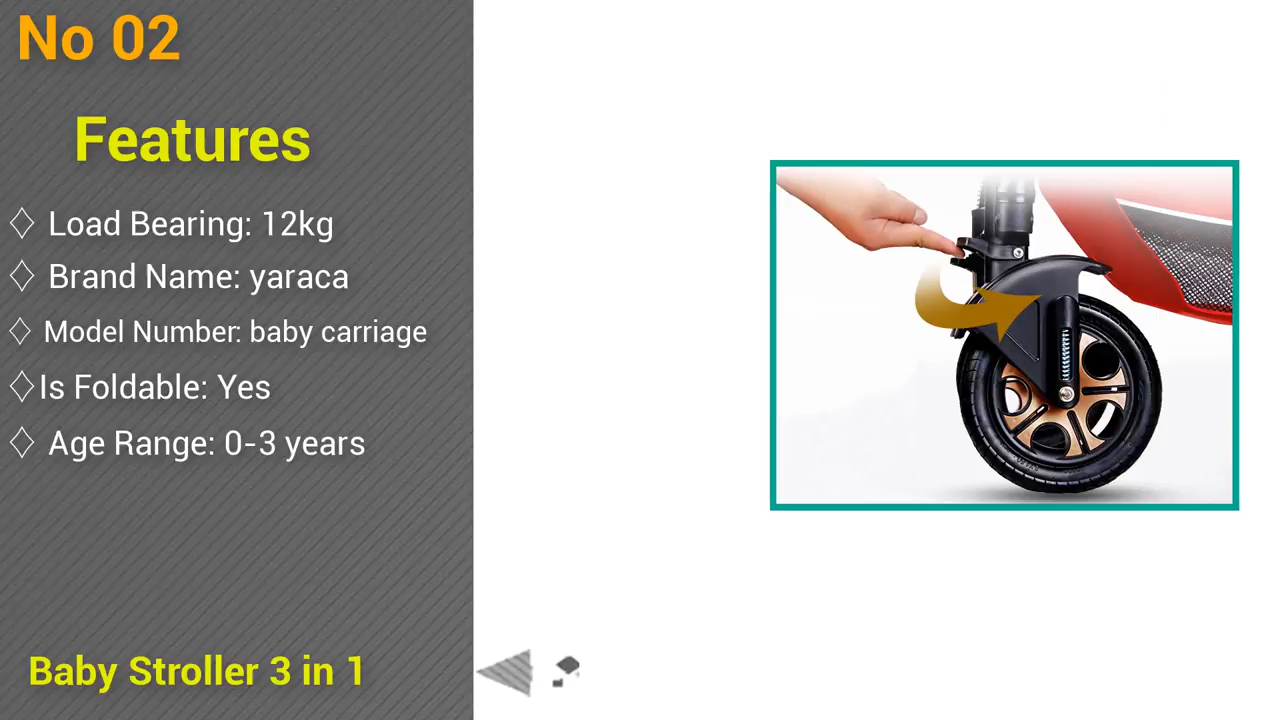 No 02
Features
Load Bearing: 12kg
Brand Name: yaraca
Model Number: baby carriage
Is Foldable: Yes
Age Range: 0-3 years
Baby Stroller 3 in 1